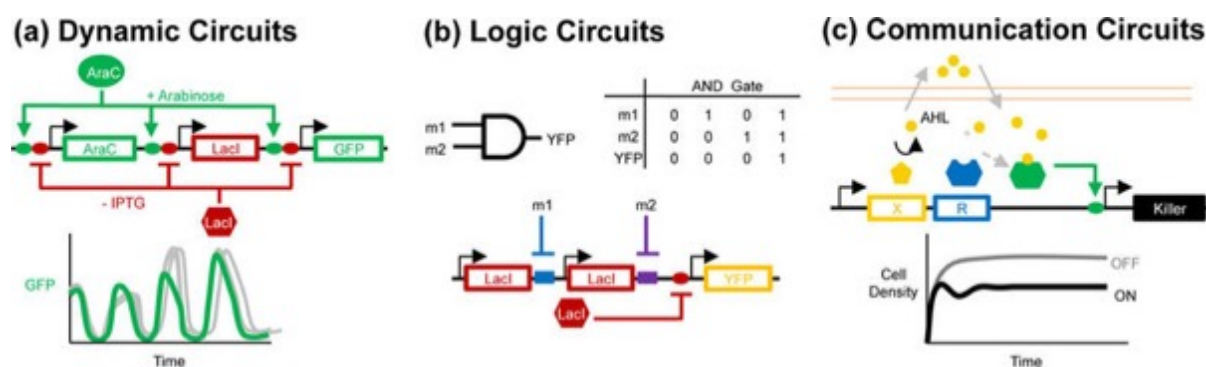 (a) Dynamic Circuits
AraC
+ Arabinose
AraC
LacI
GFP
- IPTG
LacI
GFP
Time
(b) Logic Circuits
m1
m2
YFP
AND Gate
m1 0 1 0 1
m2 0 0 1 1
YFP 0 0 0 1
m1
m2
LacI
LacI
YFP
LacI
(c) Communication Circuits
AHL
X
R
Killer
Cell
Density
OFF
ON
Time